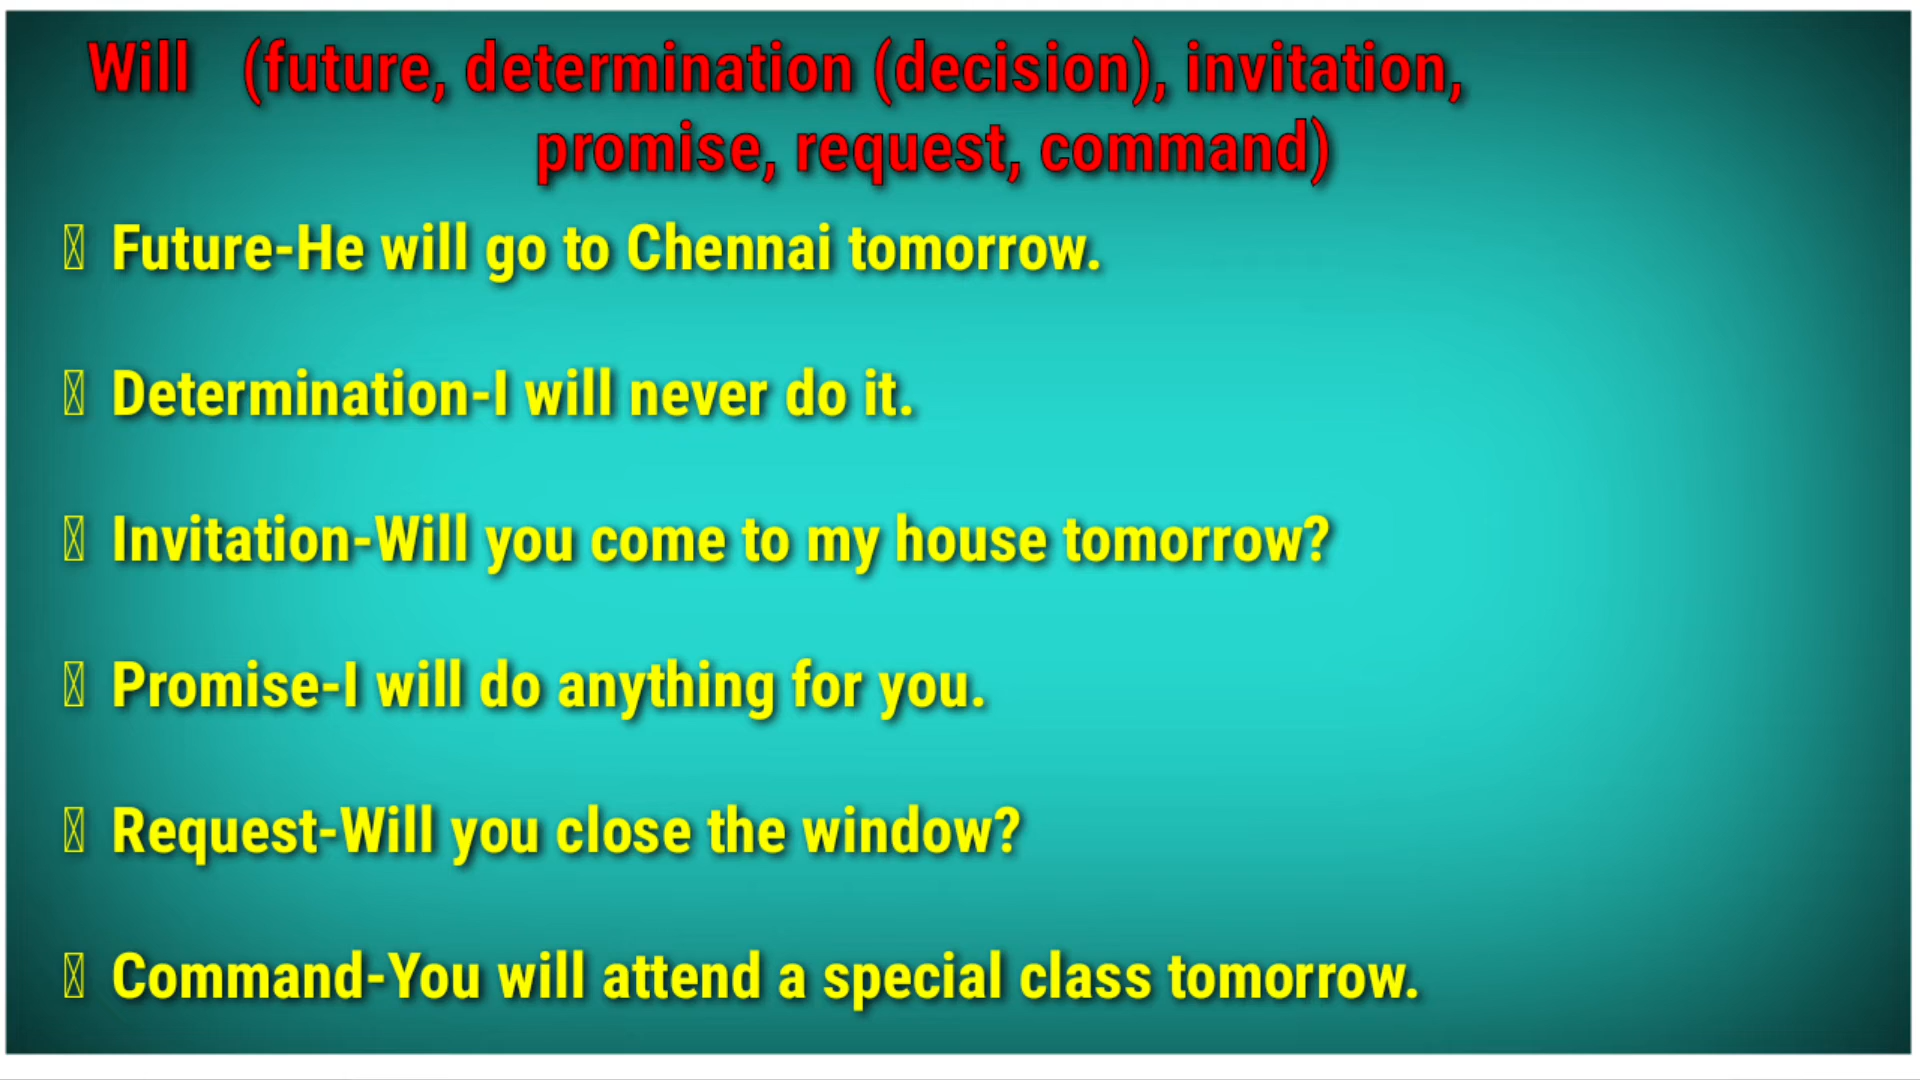 Will (future, determination (decision), invitation,
promise, request, command)
Future-He will go to Chennai tomorrow.
Determination-I will never do it.
Invitation-Will you come to my house tomorrow?
Promise-I will do anything for you.
Request-Will you close the window?
Command-You will attend a special class tomorrow.